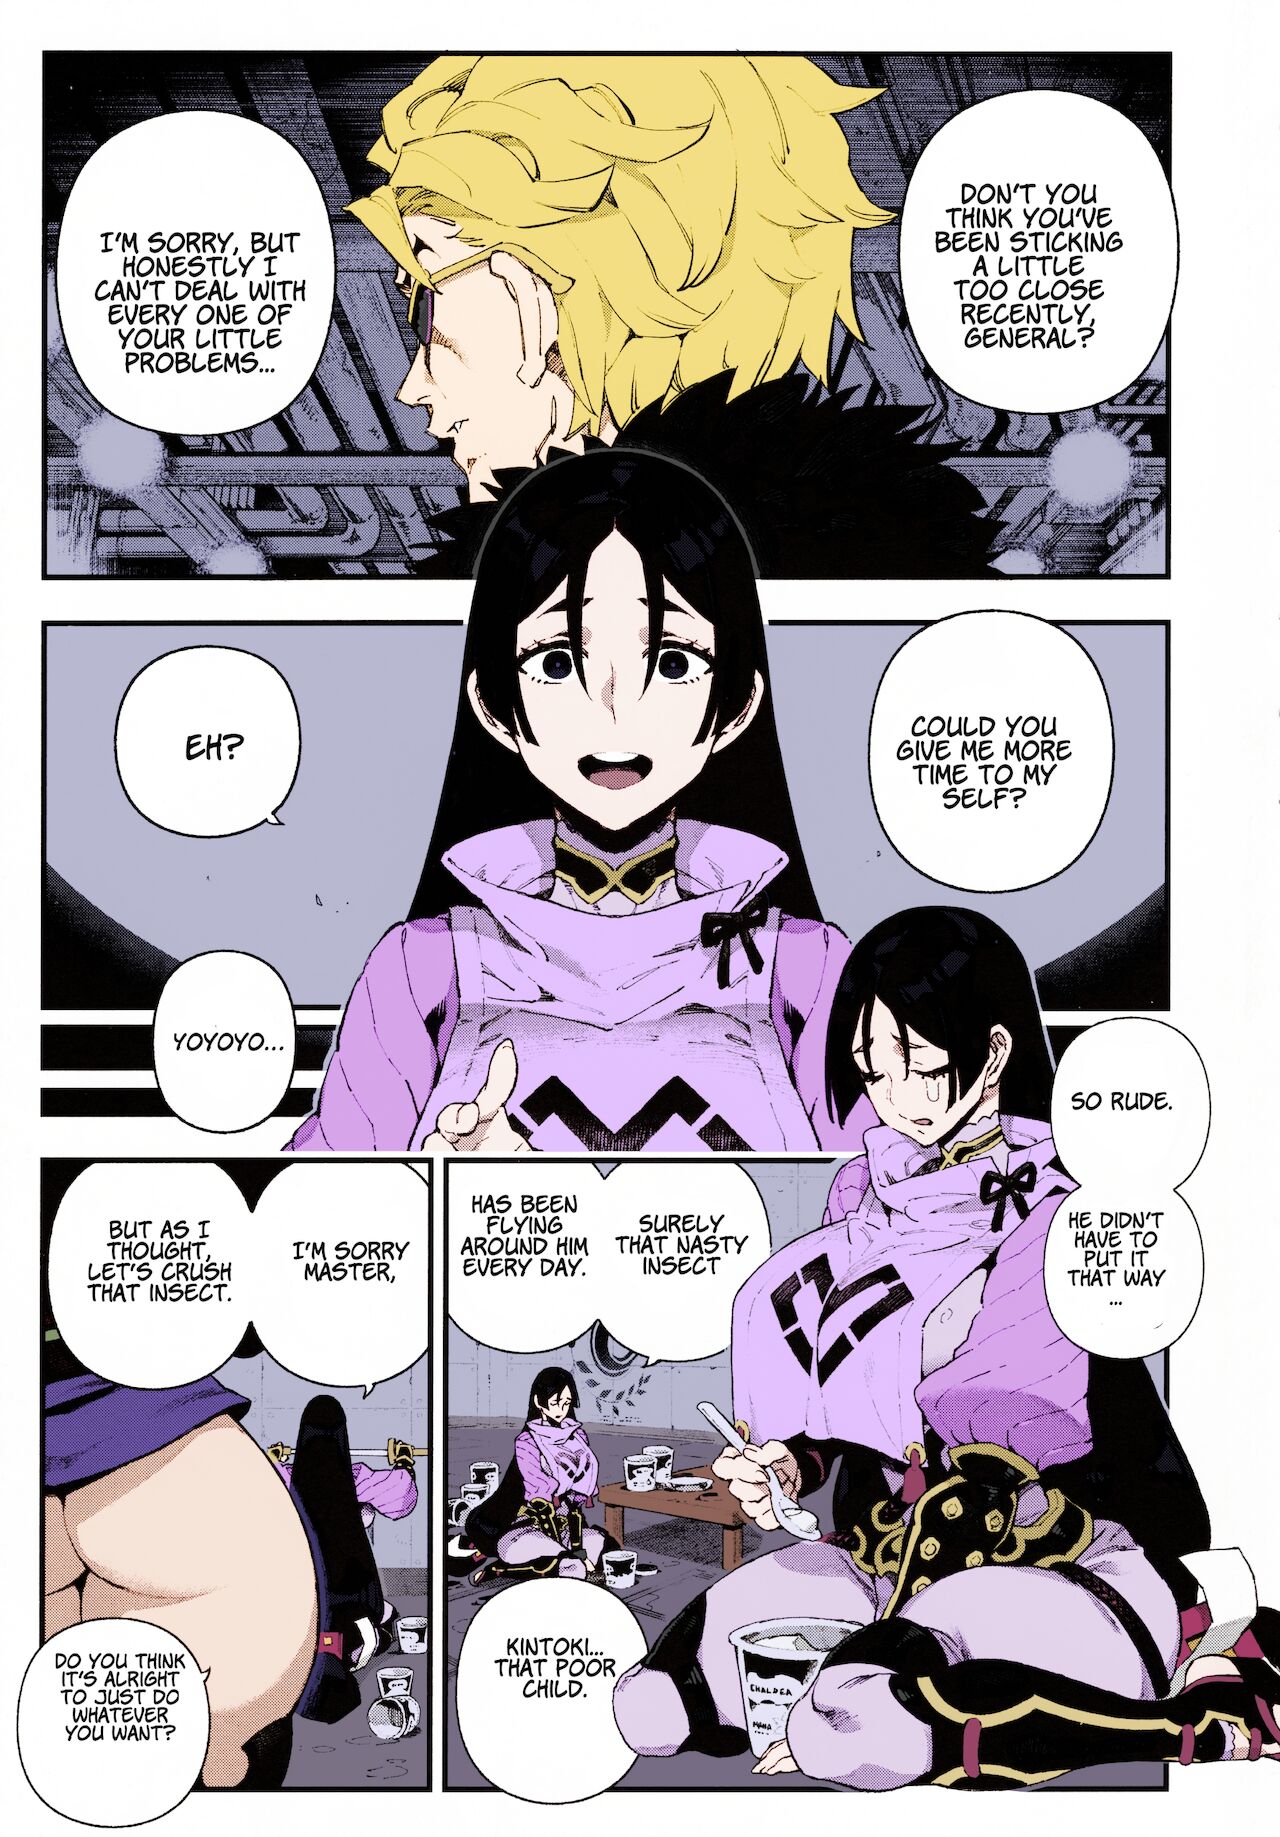 DON'T YOU
THINK YOU'VE
BEEN STICKING
A LITTLE
TOO CLOSE
RECENTLY,
GENERAL?
I'M SORRY, BUT
HONESTLY I
CAN'T DEAL WITH
EVERY ONE OF
YOUR LITTLE
PROBLEMS...
COULD YOU
GIVE ME MORE
TIME TO MY
SELF?
EH?
YOYOYO...
SO RUDE.
HE DIDN'T
HAVE TO
PUT IT
THAT WAY
...
SURELY
THAT NASTY
INSECT
HAS BEEN
FLYING
AROUND HIM
EVERY DAY.
KINTOKI...
THAT POOR
CHILD.
CHALDEA
I'M SORRY
MASTER,
BUT AS I
THOUGHT,
LET'S CRUSH
THAT INSECT.
DO YOU THINK
IT'S ALRIGHT
TO JUST DO
WHATEVER
YOU WANT?